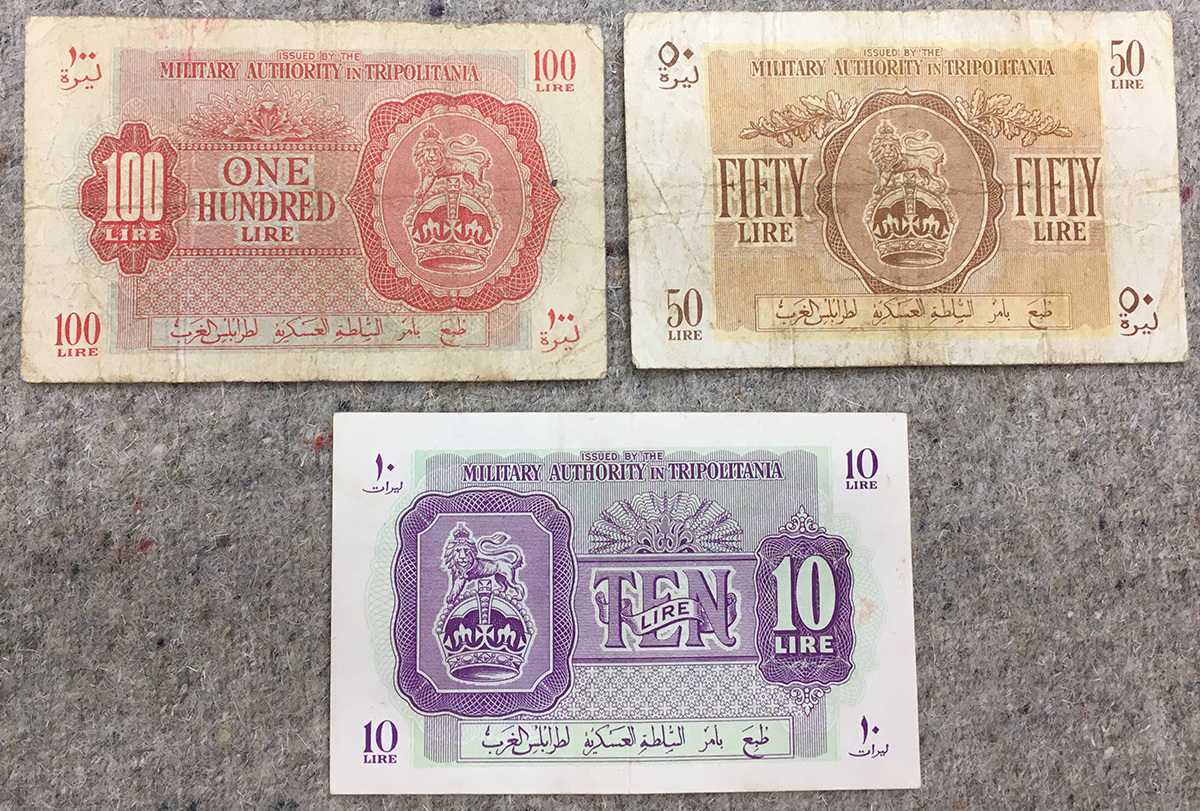 ١٠٠
ليرة
ISSUED BY THE
MILITARY AUTHORITY IN TRIPOLITANIA
100
LIRE
100
LIRE
ONE
HUNDRED
LIRE
100
LIRE
طبع بأمر السلطة العسكرية لطرابلس الغرب
١٠٠
ليرة
٥٠
ليرة
ISSUED BY THE
MILITARY AUTHORITY IN TRIPOLITANIA
50
LIRE
FIFTY
LIRE
FIFTY
LIRE
50
LIRE
طبع بأمر السلطة العسكرية لطرابلس الغرب
٥٠
ليرة
١٠
ليرات
ISSUED BY THE
MILITARY AUTHORITY IN TRIPOLITANIA
10
LIRE
TEN
LIRE
10
LIRE
10
LIRE
طبع بأمر السلطة العسكرية لطرابلس الغرب
١٠
ليرات